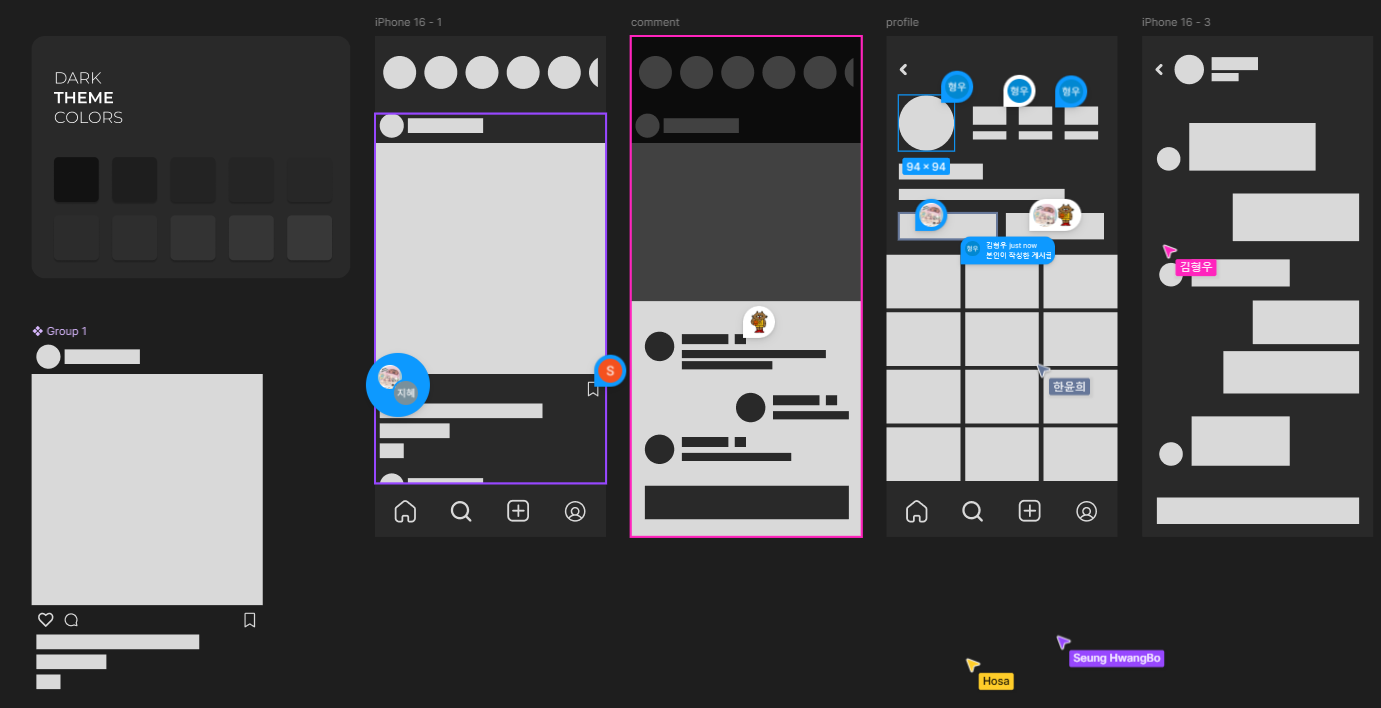 iPhone 16 - 1
comment
profile
iPhone 16 - 3
DARK
THEME
COLORS
형우
형우
형우
94 × 94
김형우 just now
형우
본인이 작성한 게시글
김형우
Group 1
지혜
S
한윤희
Seung HwangBo
Hosa